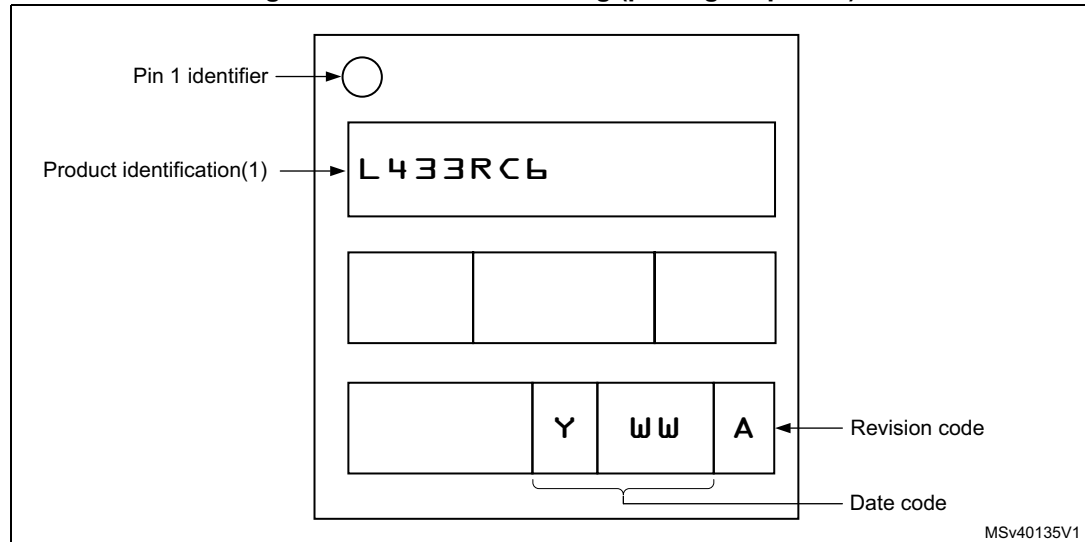 Pin 1 identifier
Product identification(1)
L433RC6
Y WW A
Revision code
Date code
MSv40135V1